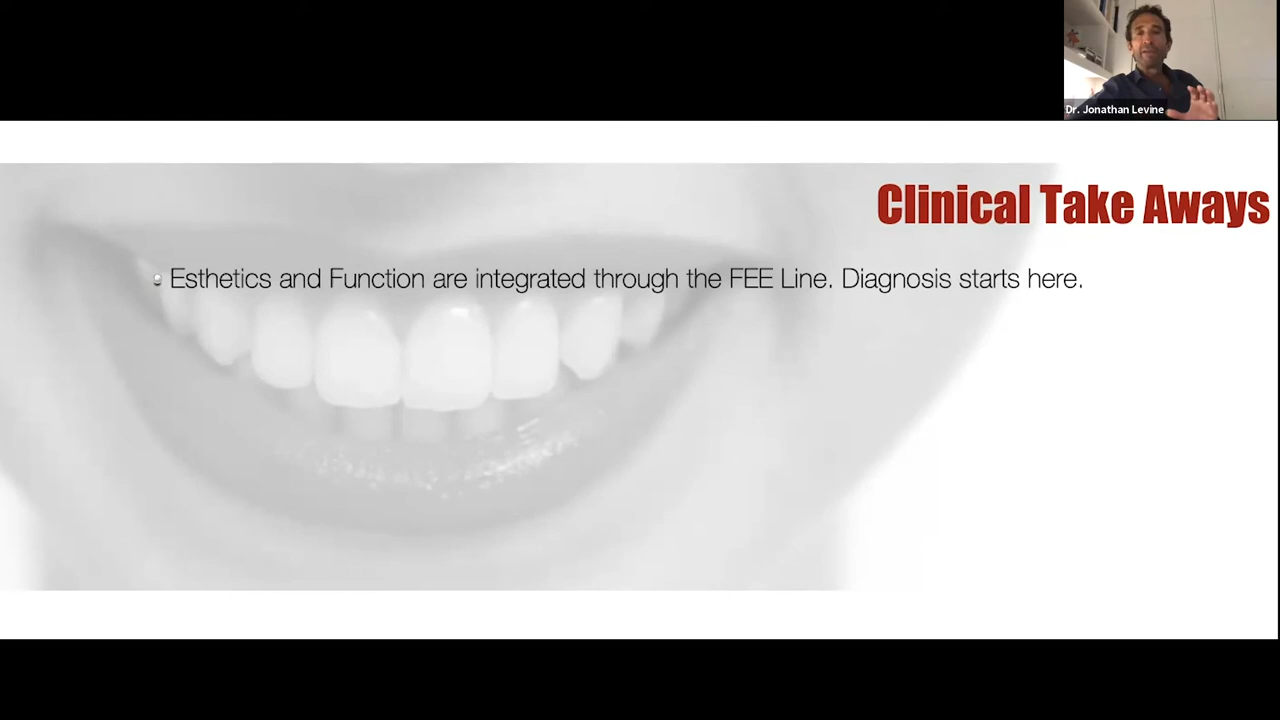 Dr. Jonathan Levine
Clinical Take Aways
Esthetics and Function are integrated through the FEE Line. Diagnosis starts here.